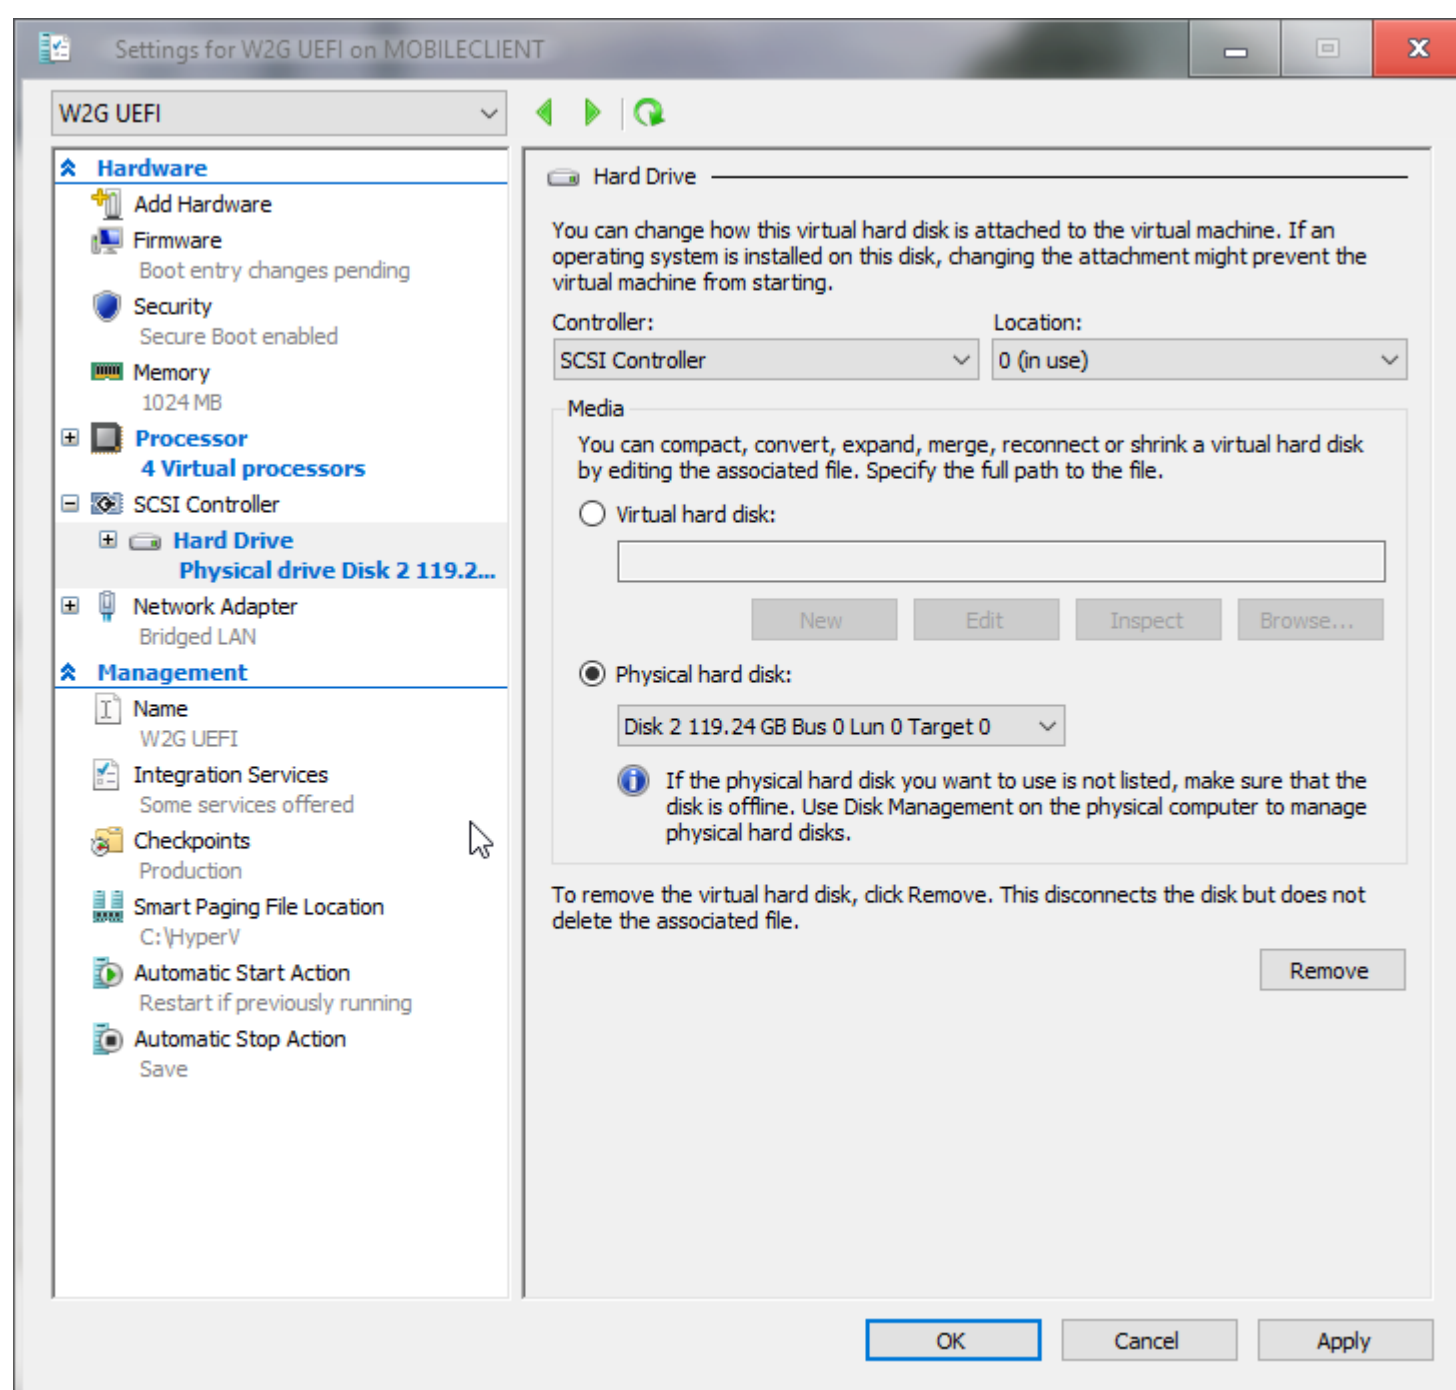 Settings for W2G UEFI on MOBILECLIENT
W2G UEFI
Hardware
Add Hardware
Firmware
Boot entry changes pending
Security
Secure Boot enabled
Memory
1024 MB
Processor
4 Virtual processors
SCSI Controller
Hard Drive
Physical drive Disk 2 119.2...
Network Adapter
Bridged LAN
Management
Name
W2G UEFI
Integration Services
Some services offered
Checkpoints
Production
Smart Paging File Location
C:\HyperV
Automatic Start Action
Restart if previously running
Automatic Stop Action
Save
Hard Drive
You can change how this virtual hard disk is attached to the virtual machine. If an
operating system is installed on this disk, changing the attachment might prevent the
virtual machine from starting.
Controller:
Location:
SCSI Controller
0 (in use)
Media
You can compact, convert, expand, merge, reconnect or shrink a virtual hard disk
by editing the associated file. Specify the full path to the file.
Virtual hard disk:
New
Edit
Inspect
Browse...
Physical hard disk:
Disk 2 119.24 GB Bus 0 Lun 0 Target 0
If the physical hard disk you want to use is not listed, make sure that the
disk is offline. Use Disk Management on the physical computer to manage
physical hard disks.
To remove the virtual hard disk, click Remove. This disconnects the disk but does not
delete the associated file.
Remove
OK
Cancel
Apply